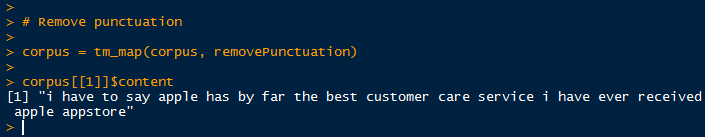 >
> # Remove punctuation
>
> corpus = tm_map(corpus, removePunctuation)
>
> corpus[[1]]$content
[1] "i have to say apple has by far the best customer care service i have ever received
 apple appstore"
>